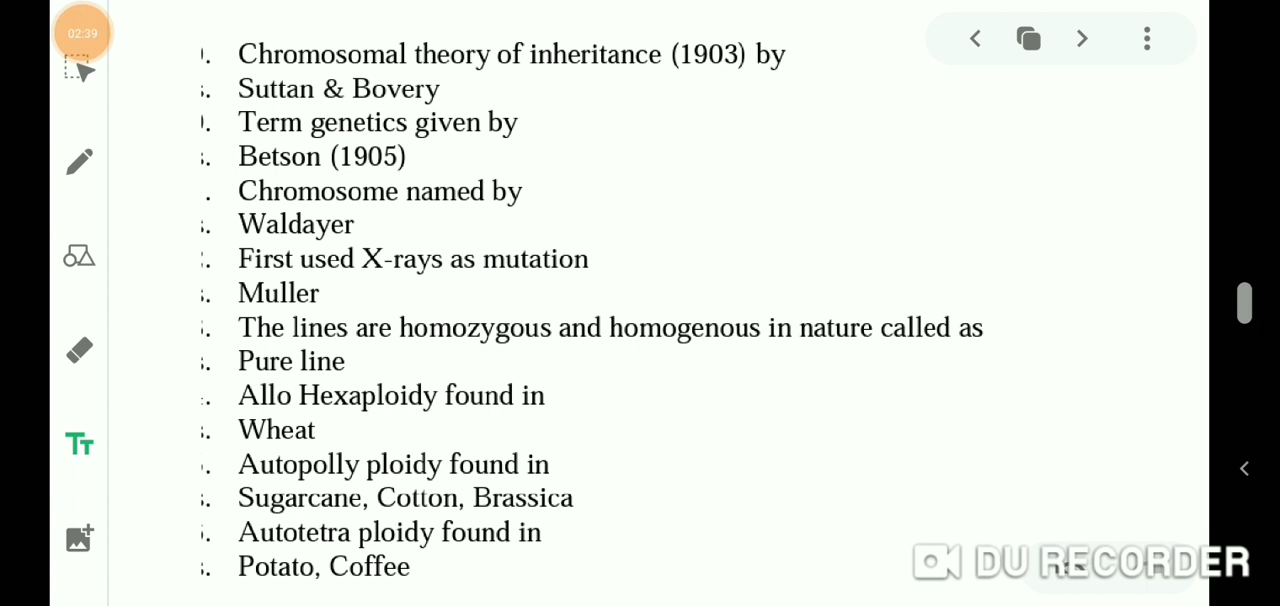 02:39
. Chromosomal theory of inheritance (1903) by
. Suttan & Bovery
. Term genetics given by
. Betson (1905)
. Chromosome named by
. Waldayer
. First used X-rays as mutation
. Muller
. The lines are homozygous and homogenous in nature called as
. Pure line
. Allo Hexaploidy found in
. Wheat
. Autopolly ploidy found in
. Sugarcane, Cotton, Brassica
. Autotetra ploidy found in
. Potato, Coffee
Tт
DU RECORDER